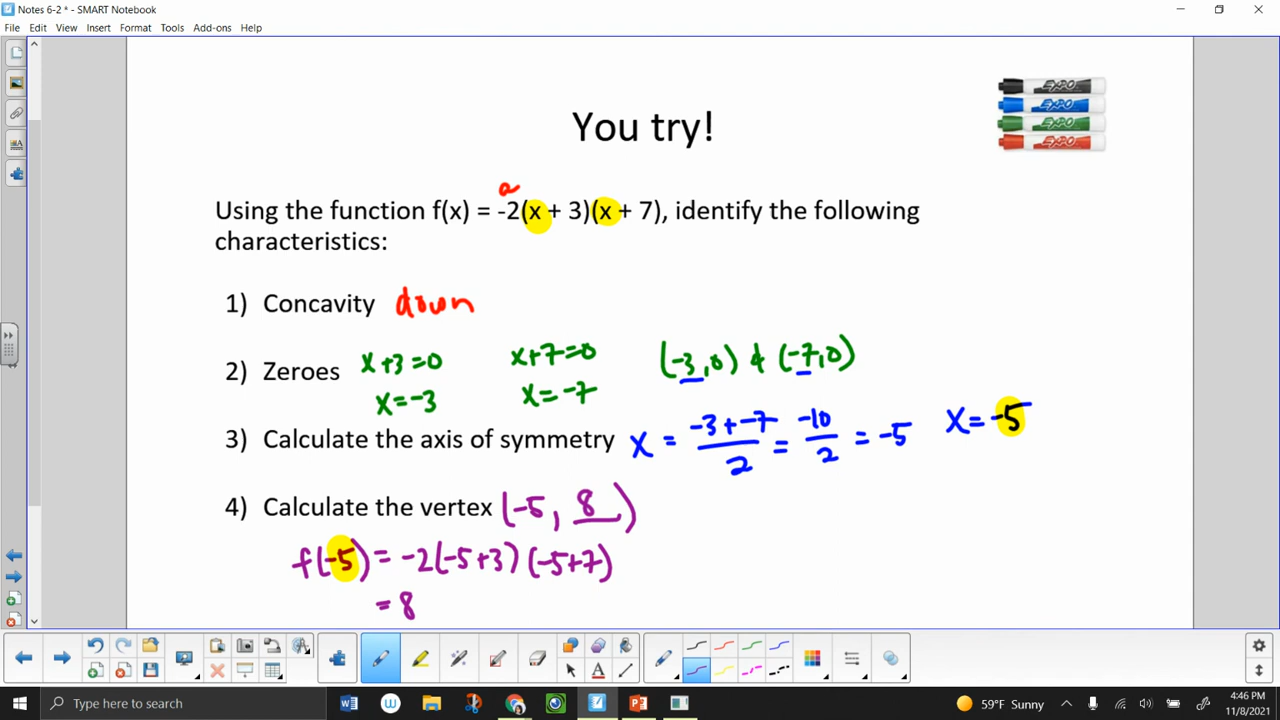 Notes 6-2 * - SMART Notebook
File Edit View Insert Format Tools Add-ons Help
You try!
EXPO
EXPO
EXPO
EXPO
a
Using the function f(x) = -2(x + 3)(x + 7), identify the following
characteristics:
1) Concavity down
2) Zeroes x+3=0 x+7=0 (-3,0) & (-7,0)
x=-3 x=-7
3) Calculate the axis of symmetry x = (-3+-7)/2 = -10/2 = -5 x=-5
4) Calculate the vertex (-5, 8)
f(-5) = -2(-5+3)(-5+7)
= 8
Type here to search
59°F Sunny
4:46 PM
11/8/2021